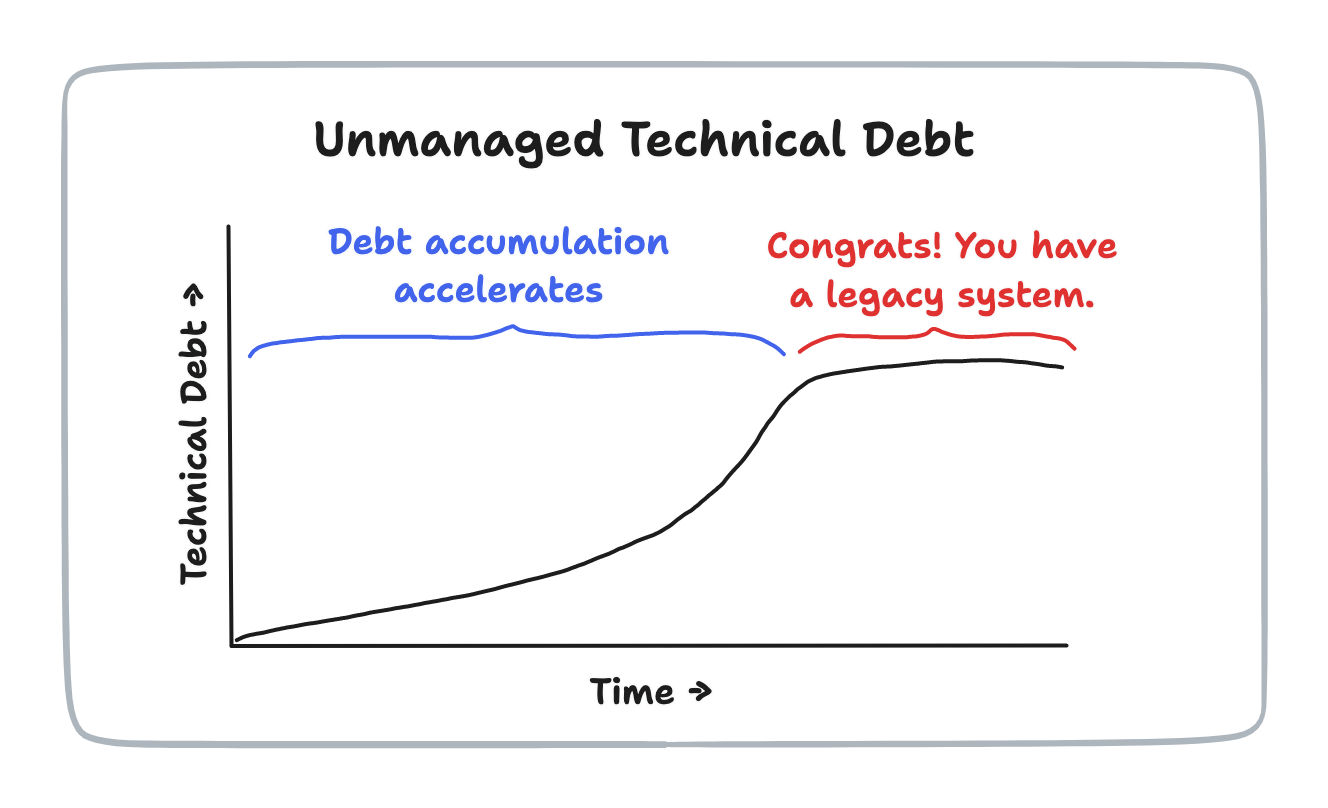 Unmanaged Technical Debt
Debt accumulation
accelerates
Congrats! You have
a legacy system.
Technical Debt →
Time →